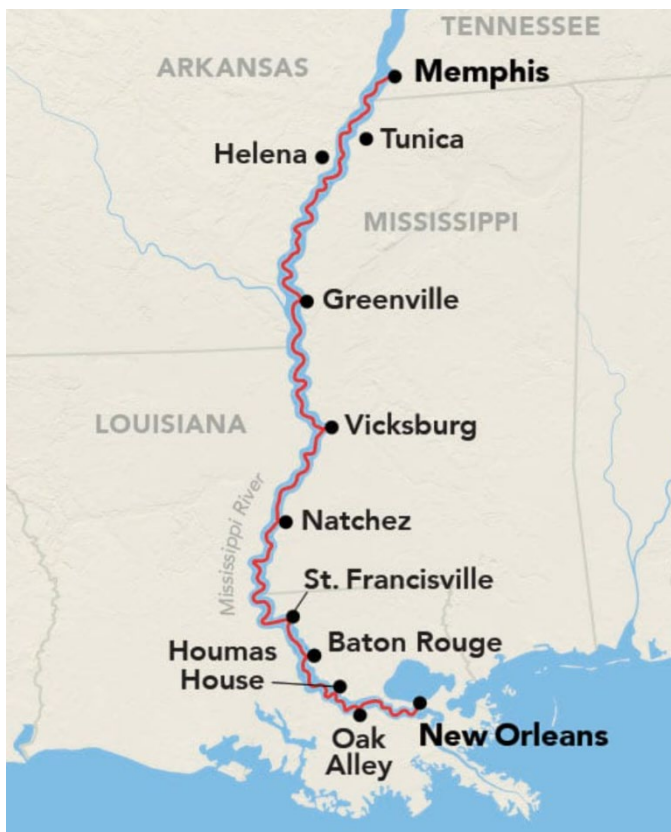 TENNESSEE
ARKANSAS
Memphis
Tunica
Helena
MISSISSIPPI
Greenville
LOUISIANA
Vicksburg
Mississippi River
Natchez
St. Francisville
Baton Rouge
Houmas
House
New Orleans
Oak
Alley